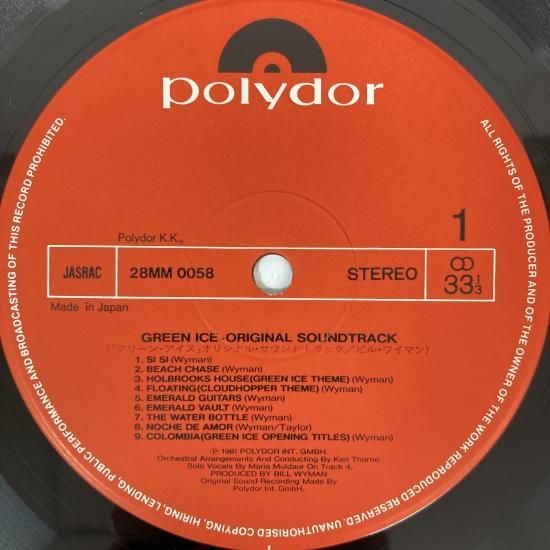 polydor
ALL RIGHTS OF THE PRODUCER AND OF THE OWNER OF THE WORK REPRODUCED RESERVED. UNAUTHORISED COPYING, HIRING, LENDING, PUBLIC PERFORMANCE AND BROADCASTING OF THIS RECORD PROHIBITED.
1
Polydor K.K.,
JASRAC
28MM 0058
STEREO
33 1/3
Made in Japan
GREEN ICE-ORIGINAL SOUNDTRACK
(「グリーン・アイス」オリジナル・サウンドトラック／ビル・ワイマン)
1. SI SI (Wyman)
2. BEACH CHASE (Wyman)
3. HOLBROOKS HOUSE(GREEN ICE THEME) (Wyman)
4. FLOATING(CLOUDHOPPER THEME) (Wyman)
5. EMERALD GUITARS (Wyman)
6. EMERALD VAULT (Wyman)
7. THE WATER BOTTLE (Wyman)
8. NOCHE DE AMOR (Wyman/Taylor)
9. COLOMBIA(GREEN ICE OPENING TITLES) (Wyman)
℗ 1981 POLYDOR INT. GMBH.
Orchestral Arrangements And Conducting By Ken Thorne
Solo Vocals By Maria Muldaur On Track 4,
PRODUCED BY BILL WYMAN
Original Sound Recording Made By
Polydor Int. GmbH.